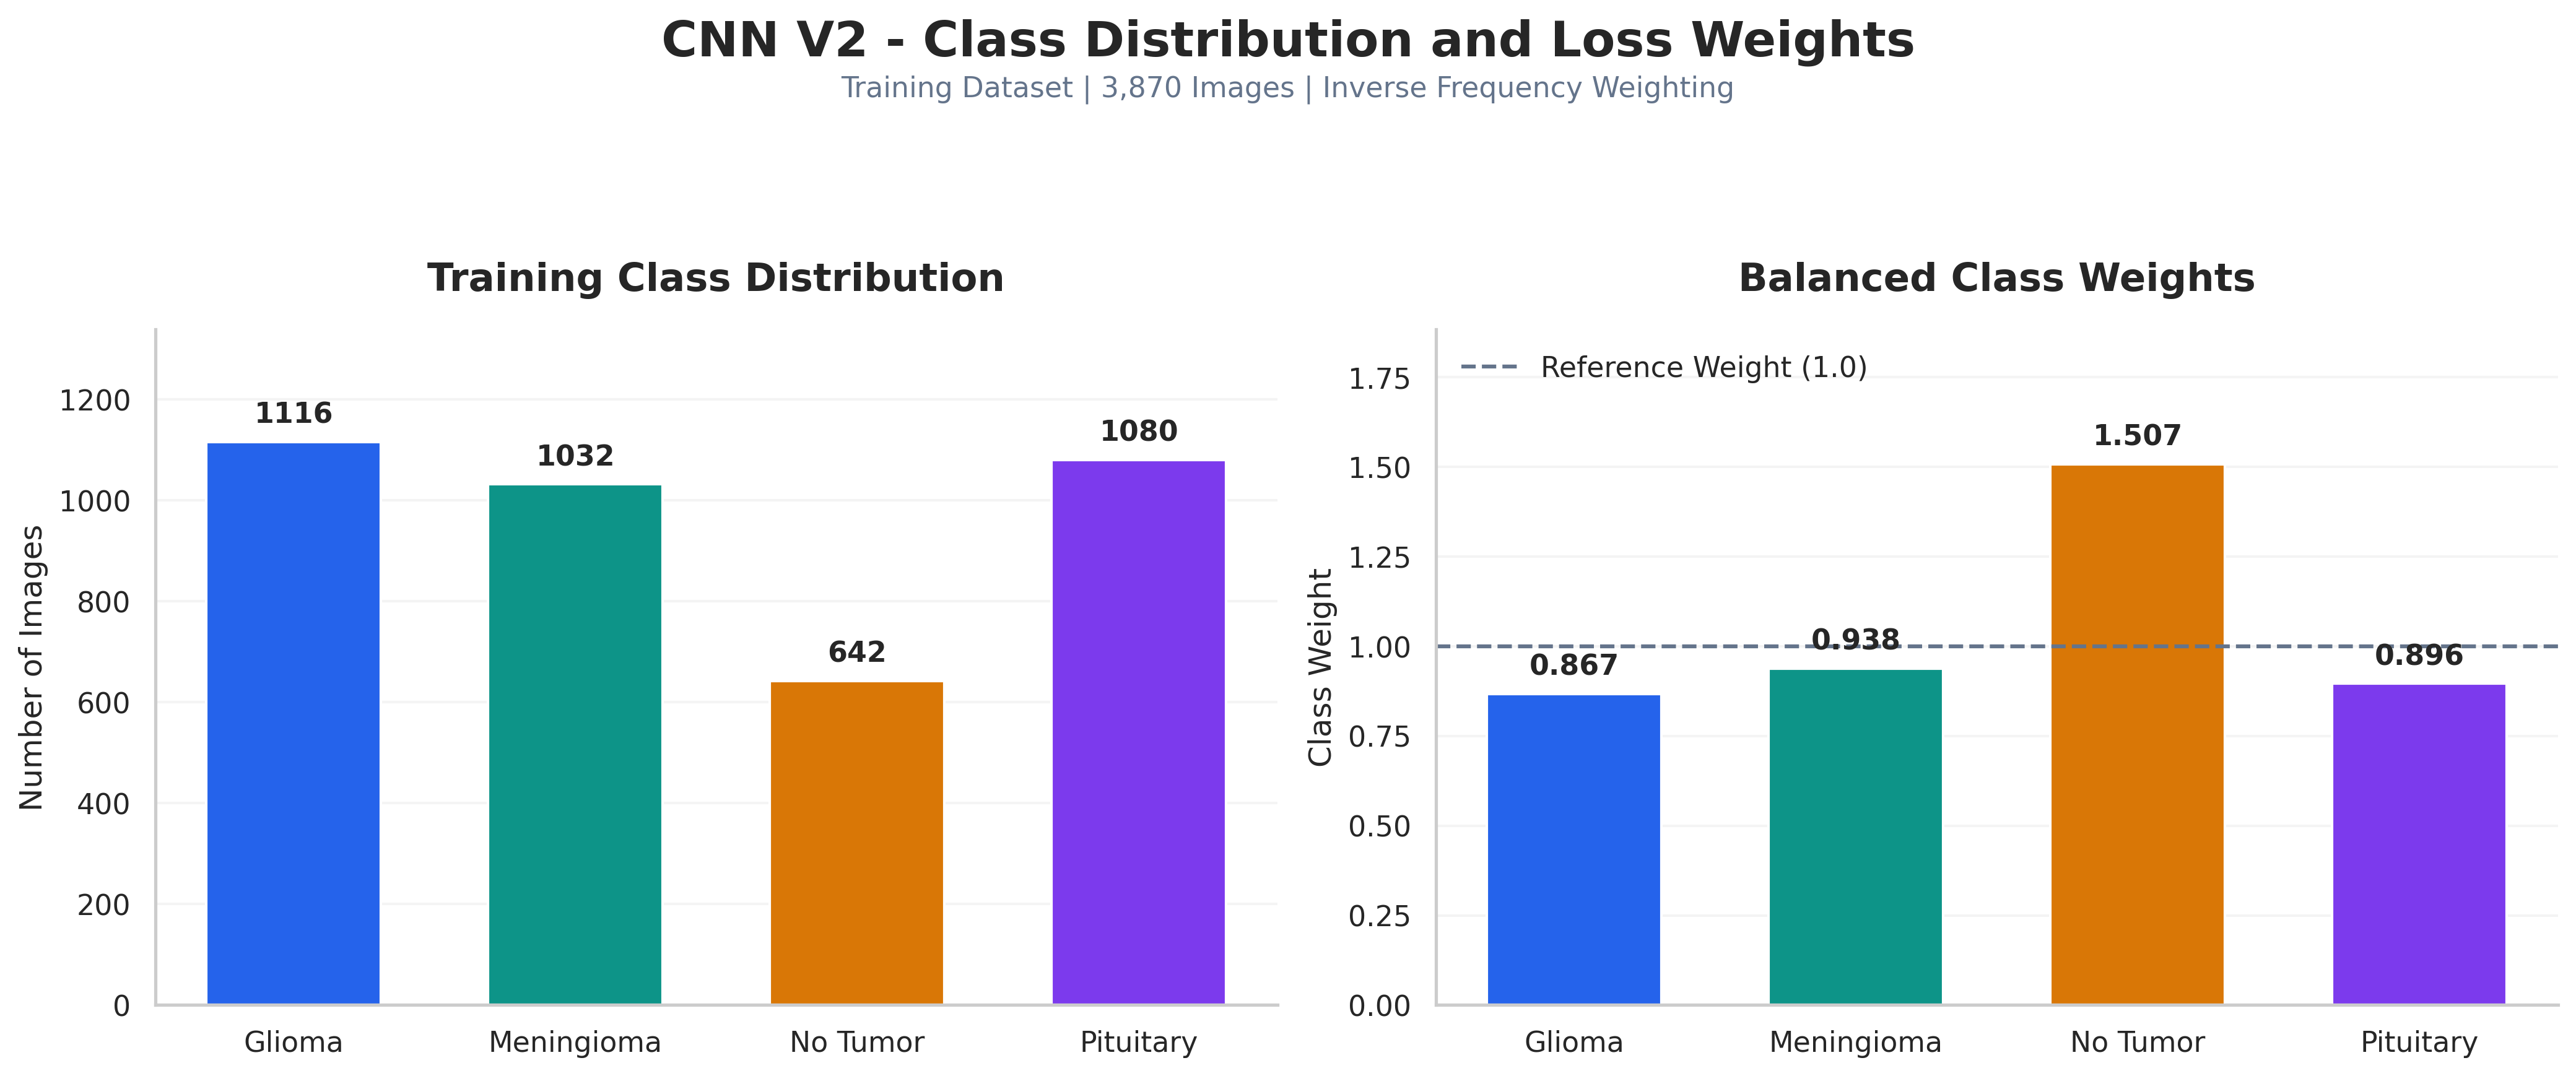 CNN V2 - Class Distribution and Loss Weights
Training Dataset | 3,870 Images | Inverse Frequency Weighting
Training Class Distribution
Number of Images
1200
1000
800
600
400
200
0
1116
1032
642
1080
Glioma
Meningioma
No Tumor
Pituitary
Balanced Class Weights
Class Weight
1.75
1.50
1.25
1.00
0.75
0.50
0.25
0.00
Reference Weight (1.0)
0.867
0.938
1.507
0.896
Glioma
Meningioma
No Tumor
Pituitary